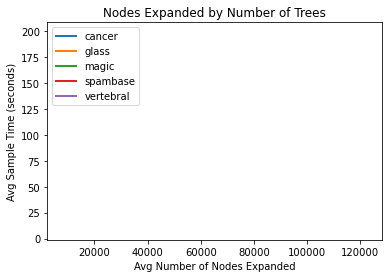 Nodes Expanded by Number of Trees
200
175
150
125
100
75
50
25
0
Avg Sample Time (seconds)
cancer
glass
magic
spambase
vertebral
20000 40000 60000 80000 100000 120000
Avg Number of Nodes Expanded